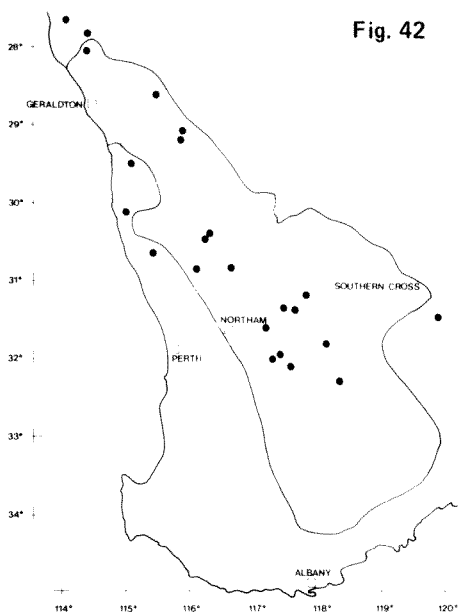 Fig. 42
28°
GERALDTON
29°
30°
31°
SOUTHERN CROSS
NORTHAM
32°
PERTH
33°
34°
ALBANY
114° 115° 116° 117° 118° 119° 120°